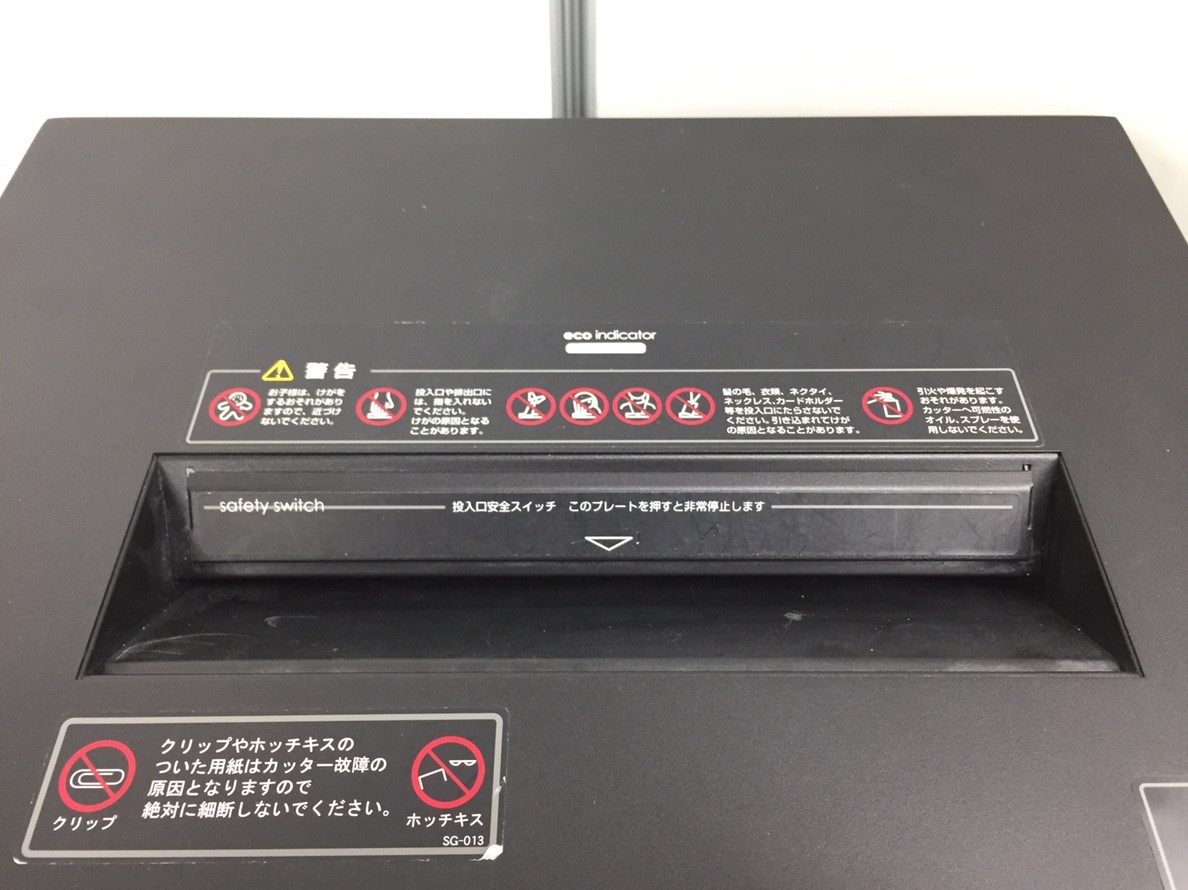 eco indicator
警告
お子様は、けがを
するおそれがあり
ますので、近づけ
ないでください。
投入口や排出口に
は、指を入れない
でください。
けがの原因となる
ことがあります。
髪の毛、衣類、ネクタイ、
ネックレス、カードホルダー
等を投入口にたらさないで
ください。引き込まれてけが
の原因となることがあります。
引火や爆発を起こす
おそれがあります。
カッターへ可燃性の
オイル、スプレーを使
用しないでください。
safety switch 投入口安全スイッチ このプレートを押すと非常停止します
クリップやホッチキスの
ついた用紙はカッター故障の
原因となりますので
絶対に細断しないでください。
クリップ
ホッチキス
SG-013